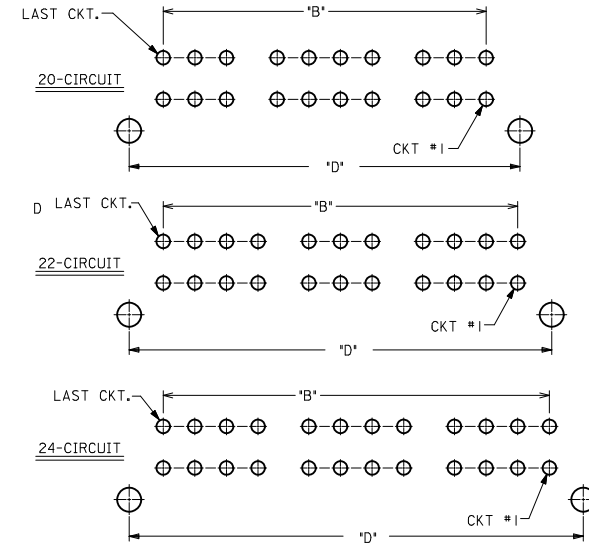 LAST CKT.
"B"
20-CIRCUIT
CKT #1
"D"
D
LAST CKT.
"B"
22-CIRCUIT
CKT #1
"D"
LAST CKT.
"B"
24-CIRCUIT
CKT #1
"D"